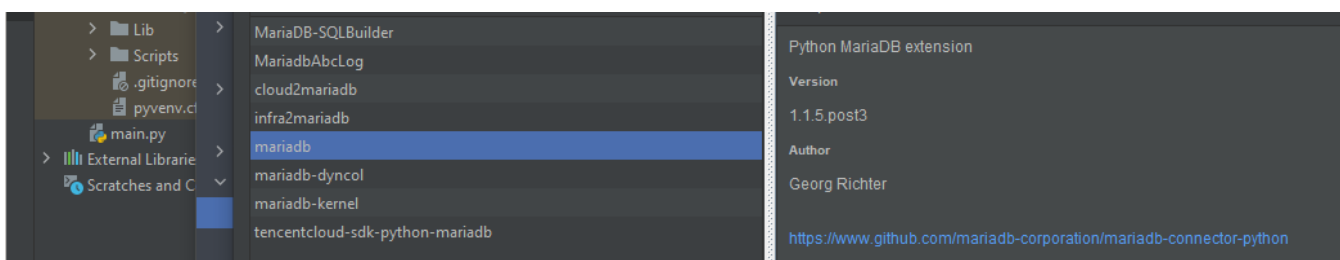 Lib
Scripts
.gitignore
pyvenv.cf
main.py
External Librarie
Scratches and C
MariaDB-SQLBuilder
MariadbAbcLog
cloud2mariadb
infra2mariadb
mariadb
mariadb-dyncol
mariadb-kernel
tencentcloud-sdk-python-mariadb
Python MariaDB extension
Version
1.1.5.post3
Author
Georg Richter
https://www.github.com/mariadb-corporation/mariadb-connector-python